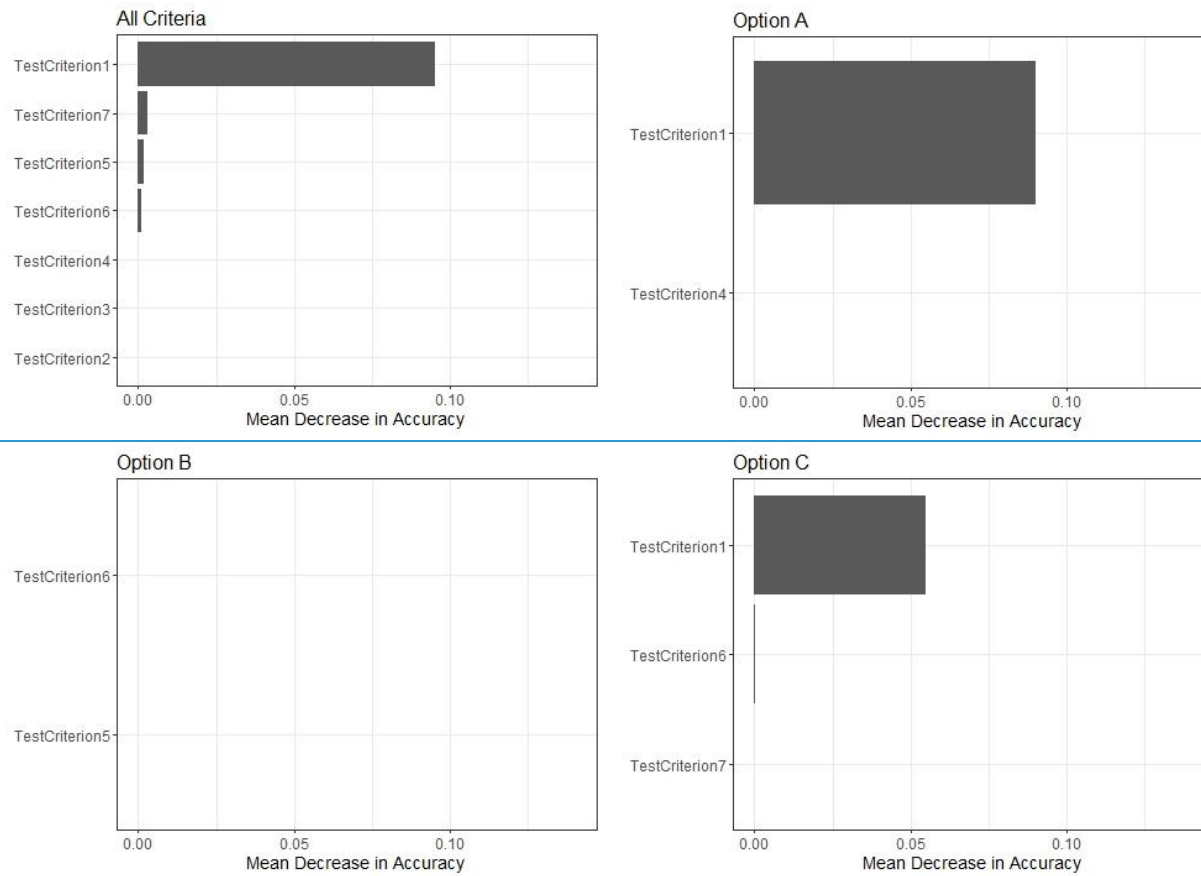 All Criteria
TestCriterion1
TestCriterion7
TestCriterion5
TestCriterion6
TestCriterion4
TestCriterion3
TestCriterion2
0.00 0.05 0.10
Mean Decrease in Accuracy
Option A
TestCriterion1
TestCriterion4
0.00 0.05 0.10
Mean Decrease in Accuracy
Option B
TestCriterion6
TestCriterion5
0.00 0.05 0.10
Mean Decrease in Accuracy
Option C
TestCriterion1
TestCriterion6
TestCriterion7
0.00 0.05 0.10
Mean Decrease in Accuracy